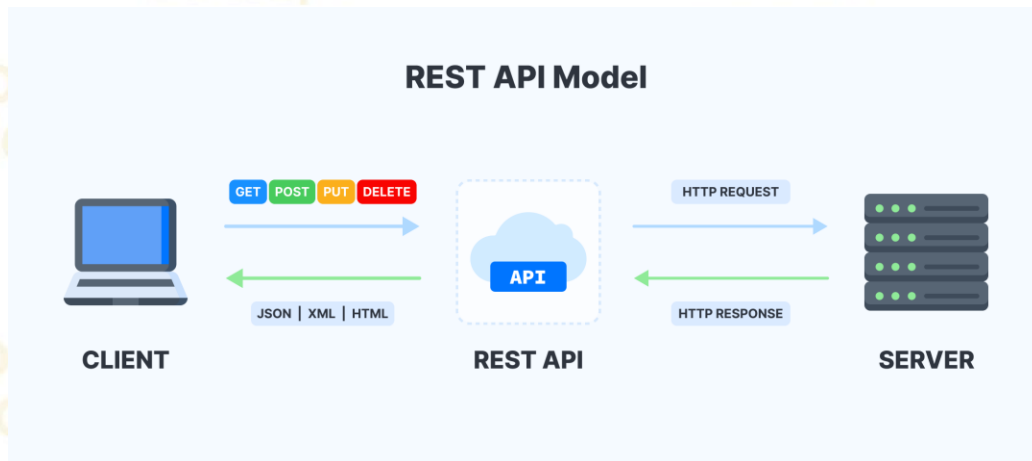 REST API Model
GET POST PUT DELETE
HTTP REQUEST
API
JSON | XML | HTML
HTTP RESPONSE
CLIENT
REST API
SERVER